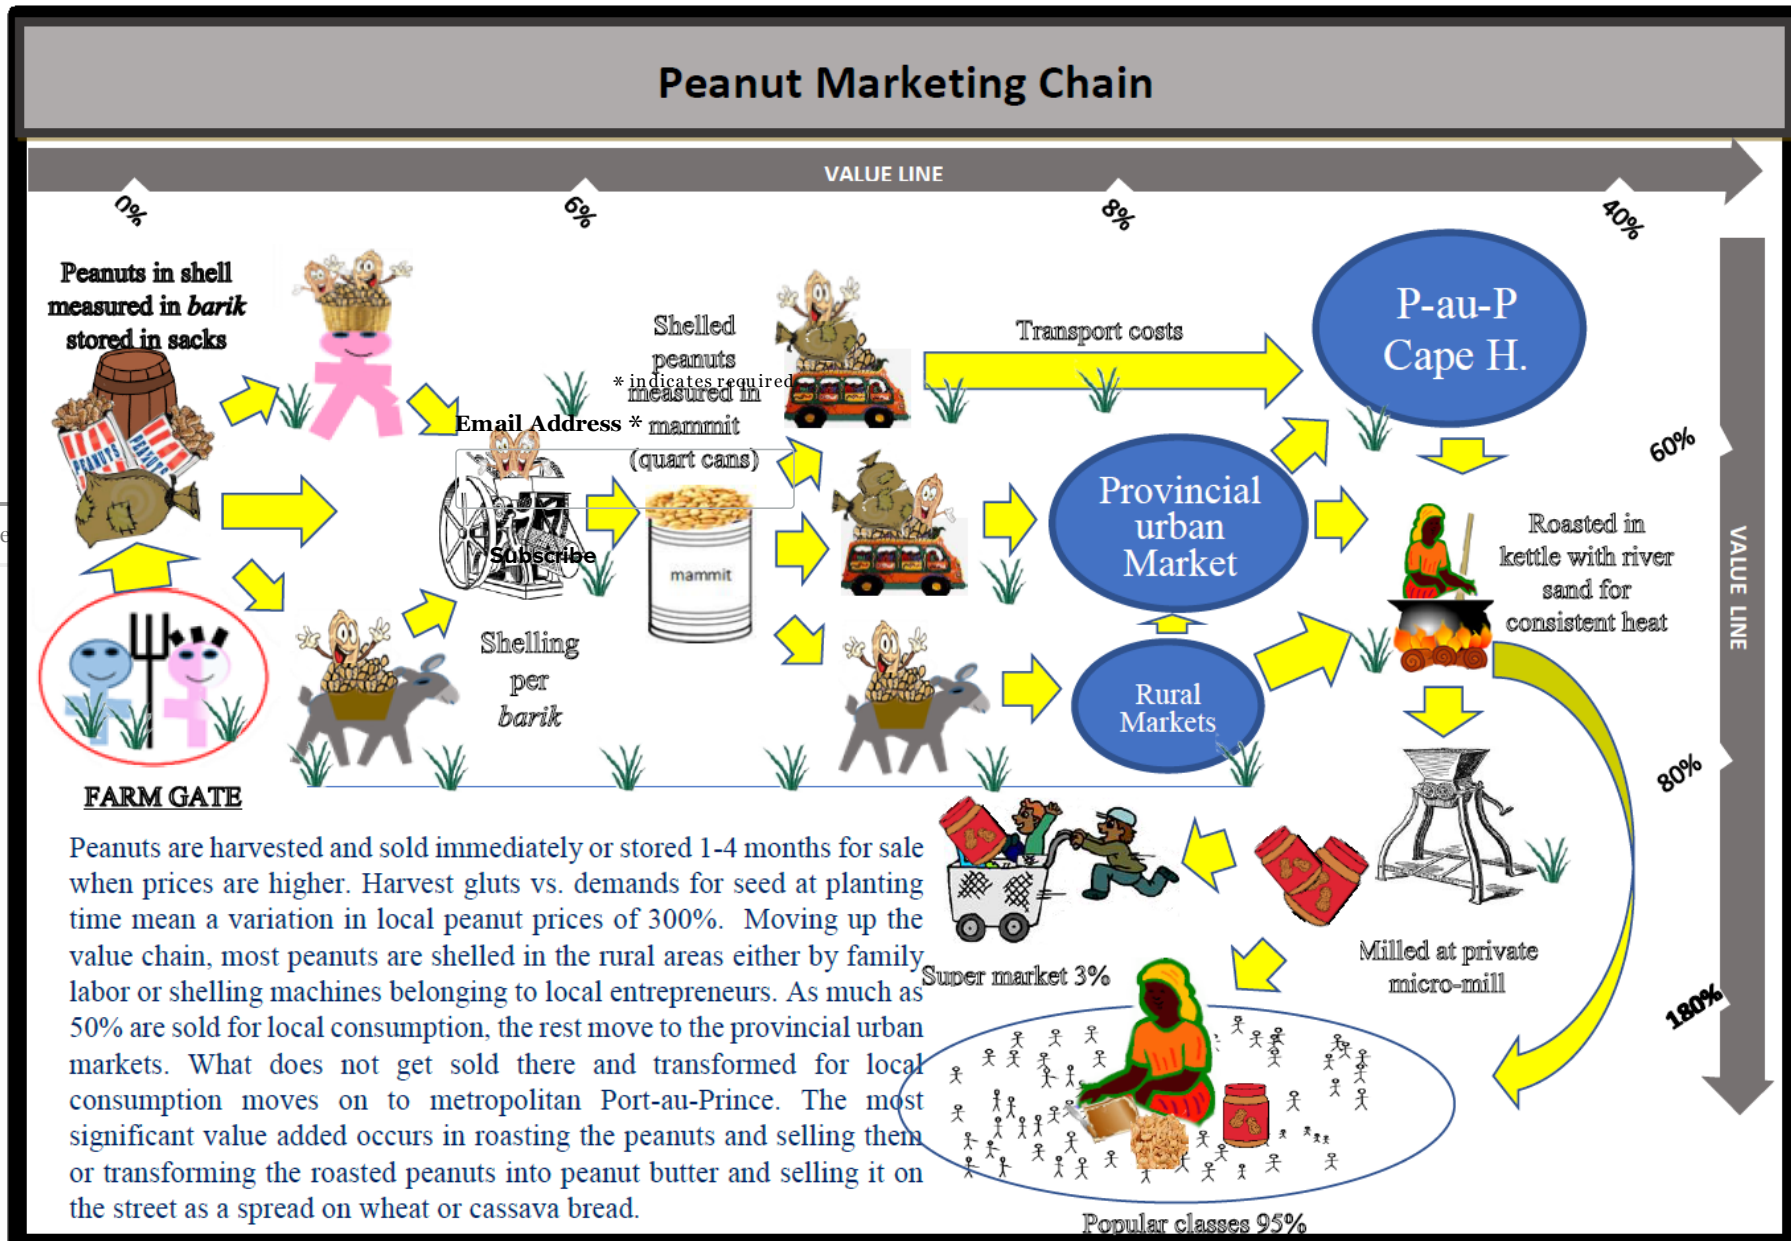 Peanut Marketing Chain
VALUE LINE
0%
6%
8%
40%
Peanuts in shell
measured in barik
stored in sacks
PEANUTS
PEANUTS
Shelled
peanuts
* indicates required
measured in
Email Address *
mammit
(quart cans)
Subscribe
mammit
Shelling
per
barik
FARM GATE
Transport costs
P-au-P
Cape H.
Provincial
urban
Market
Rural
Markets
60%
Roasted in
kettle with river
sand for
consistent heat
VALUE LINE
80%
180%
Milled at private
micro-mill
Super market 3%
Popular classes 95%
Peanuts are harvested and sold immediately or stored 1-4 months for sale
when prices are higher. Harvest gluts vs. demands for seed at planting
time mean a variation in local peanut prices of 300%. Moving up the
value chain, most peanuts are shelled in the rural areas either by family
labor or shelling machines belonging to local entrepreneurs. As much as
50% are sold for local consumption, the rest move to the provincial urban
markets. What does not get sold there and transformed for local
consumption moves on to metropolitan Port-au-Prince. The most
significant value added occurs in roasting the peanuts and selling them
or transforming the roasted peanuts into peanut butter and selling it on
the street as a spread on wheat or cassava bread.